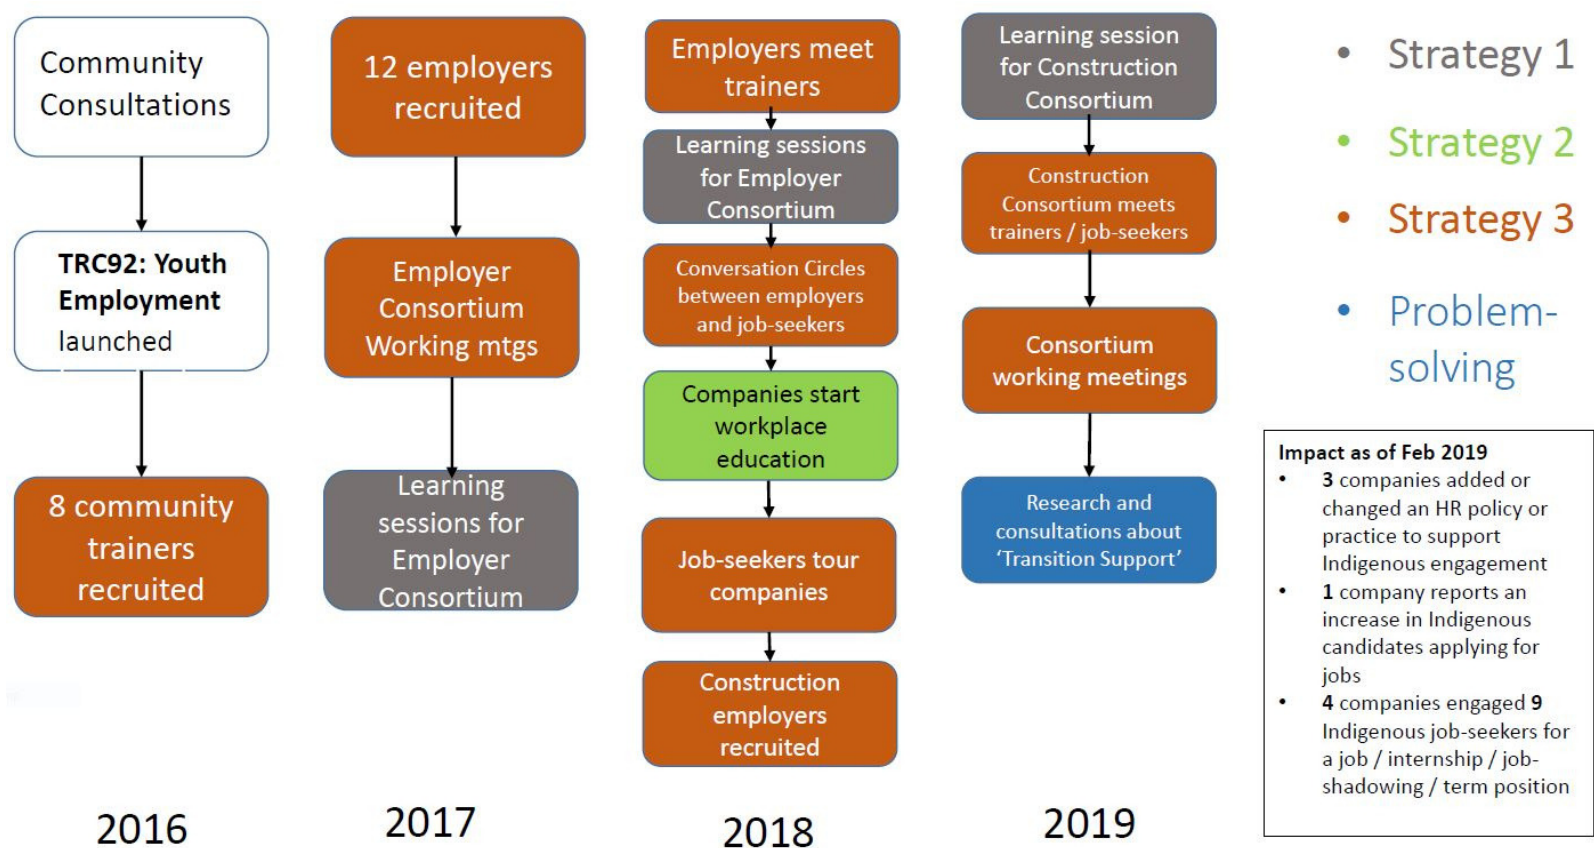 Community
Consultations
TRC92: Youth
Employment
launched
8 community
trainers
recruited
2016
12 employers
recruited
Employer
Consortium
Working mtgs
Learning
sessions for
Employer
Consortium
2017
Employers meet
trainers
Learning sessions
for Employer
Consortium
Conversation Circles
between employers
and job-seekers
Companies start
workplace
education
Job-seekers tour
companies
Construction
employers
recruited
2018
Learning session
for Construction
Consortium
Construction
Consortium meets
trainers / job-seekers
Consortium
working meetings
Research and
consultations about
‘Transition Support’
2019
• Strategy 1
• Strategy 2
• Strategy 3
• Problem-
solving
Impact as of Feb 2019
• 3 companies added or
changed an HR policy or
practice to support
Indigenous engagement
• 1 company reports an
increase in Indigenous
candidates applying for
jobs
• 4 companies engaged 9
Indigenous job-seekers for
a job / internship / job-
shadowing / term position